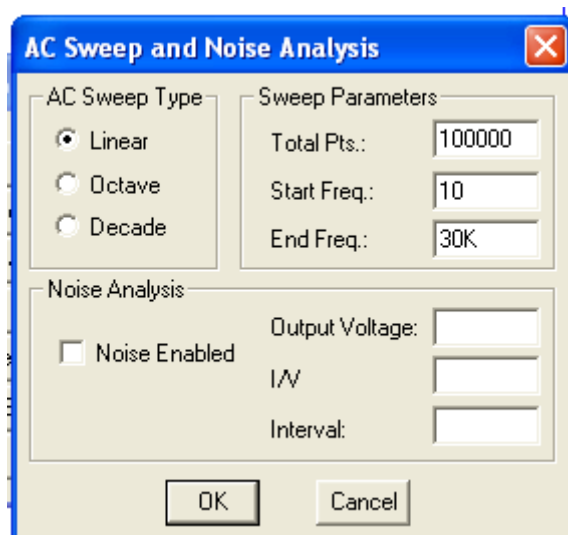 AC Sweep and Noise Analysis
AC Sweep Type
Linear
Octave
Decade
Sweep Parameters
Total Pts.: 100000
Start Freq.: 10
End Freq.: 30K
Noise Analysis
Noise Enabled
Output Voltage:
I/V
Interval:
OK
Cancel